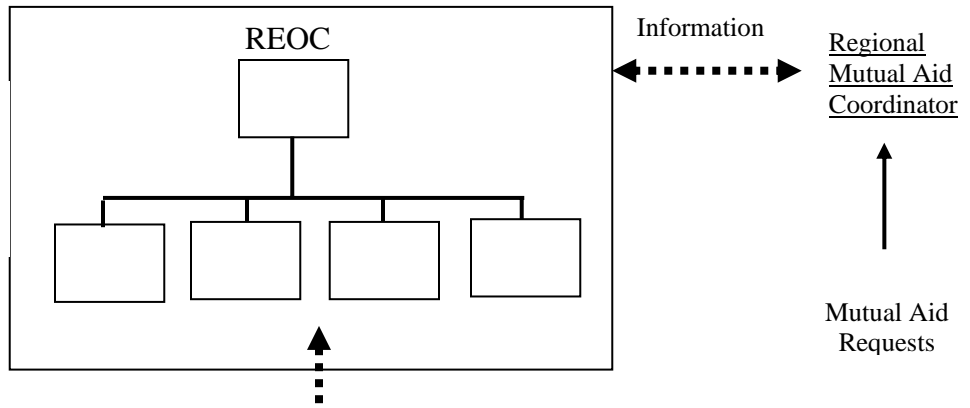 REOC
Information
Regional
Mutual Aid
Coordinator
Mutual Aid
Requests